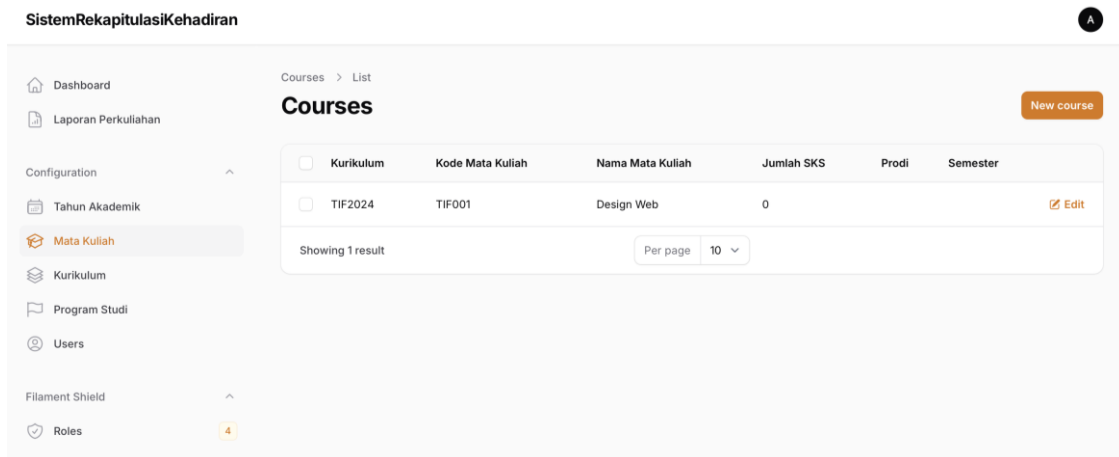 SistemRekapitulasiKehadiran
A
Dashboard
Laporan Perkuliahan
Configuration
Tahun Akademik
Mata Kuliah
Kurikulum
Program Studi
Users
Filament Shield
Roles 4
Courses > List
Courses
New course
Kurikulum Kode Mata Kuliah Nama Mata Kuliah Jumlah SKS Prodi Semester
TIF2024 TIF001 Design Web 0 Edit
Showing 1 result Per page 10